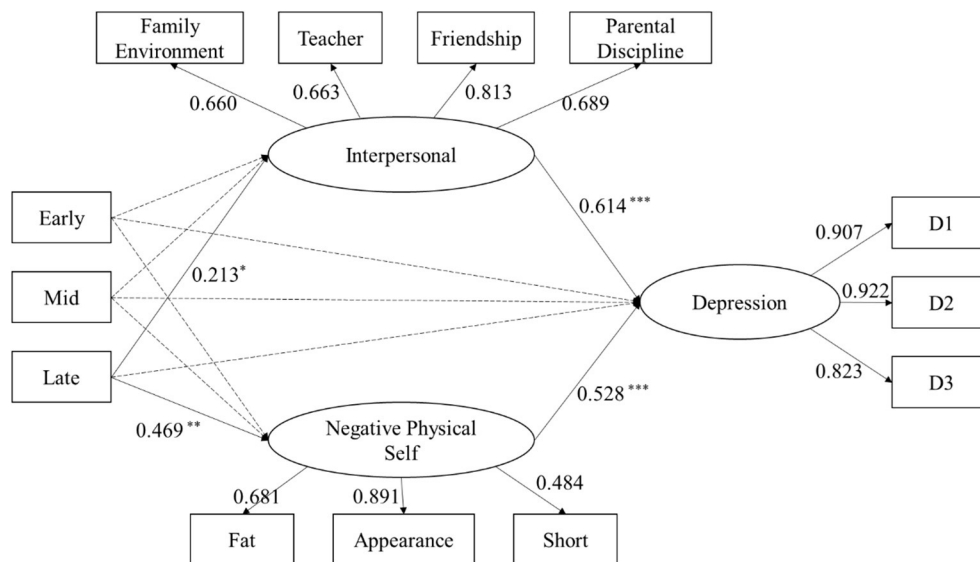 Family
Environment
Teacher
Friendship
Parental
Discipline
0.660
0.663
0.813
0.689
Interpersonal
Early
Mid
Late
0.213*
0.614***
0.469**
0.528***
Depression
0.907
0.922
0.823
D1
D2
D3
Negative Physical
Self
0.681
0.891
0.484
Fat
Appearance
Short